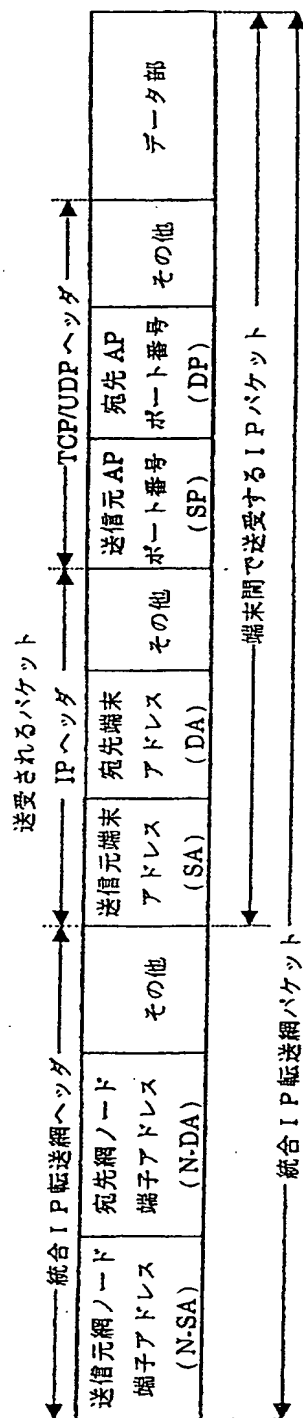 送受されるパケット
統合IP転送網ヘッダ
IPヘッダ
TCP/UDPヘッダ
送信元網ノード
端子アドレス
(N-SA)
宛先網ノード
端子アドレス
(N-DA)
その他
送信元端末
アドレス
(SA)
宛先端末
アドレス
(DA)
その他
送信元AP
ポート番号
(SP)
宛先AP
ポート番号
(DP)
その他
データ部
端末間で送受するIPパケット
統合IP転送網パケット